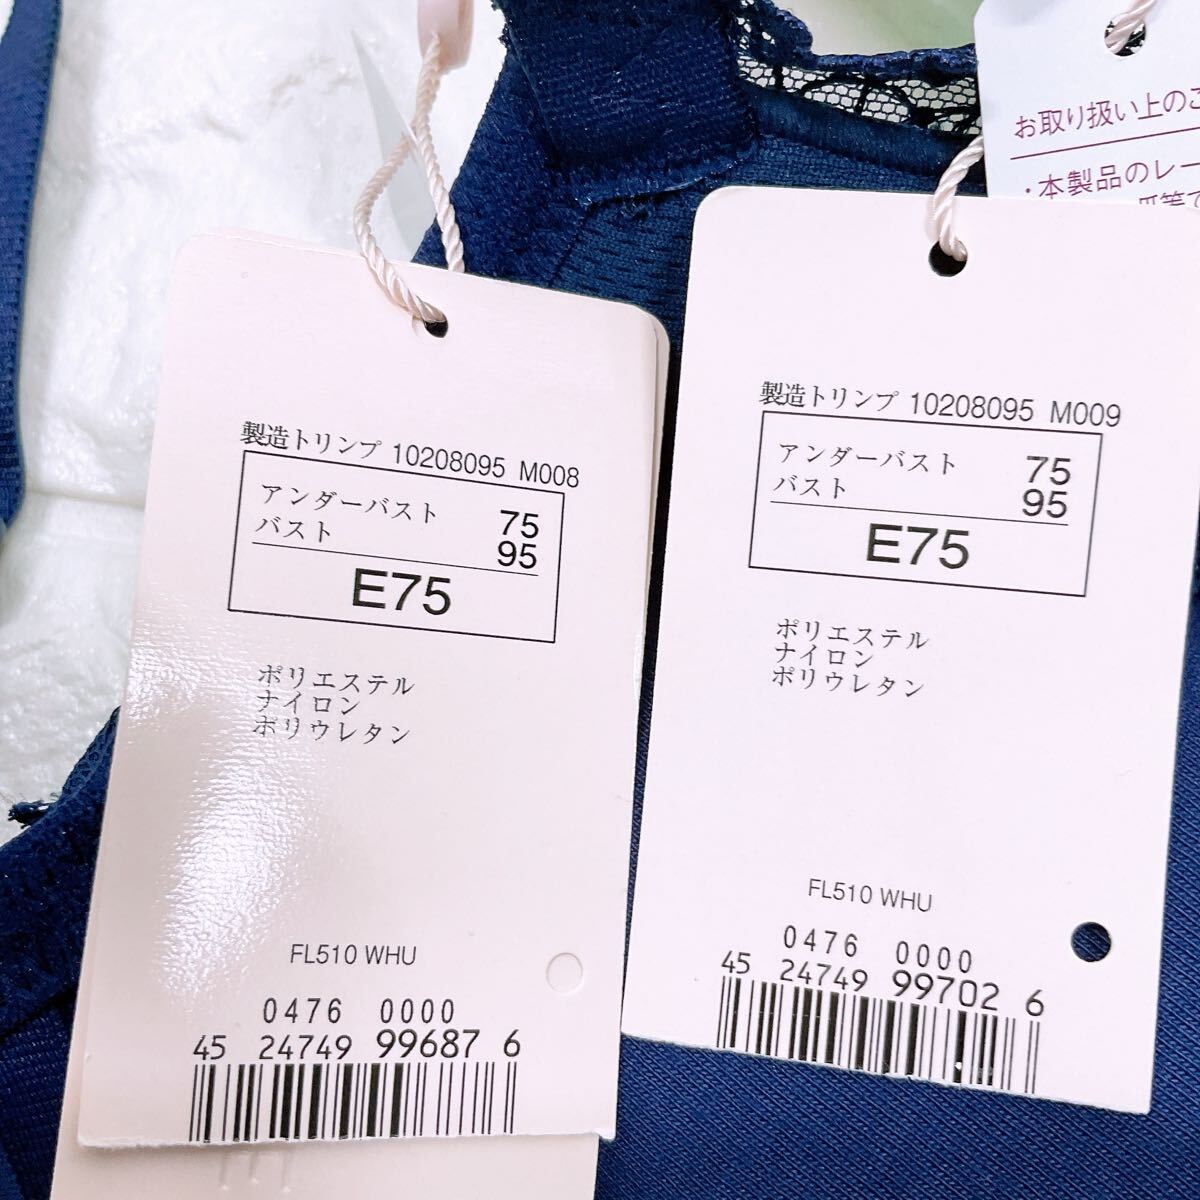 製造トリンプ 10208095 M008
アンダーバスト 75
バスト 95
E75
ポリエステル
ナイロン
ポリウレタン
FL510 WHU
0476 0000
45 24749 99687 6
お取り扱い上のご
・本製品のレー
製造トリンプ 10208095 M009
アンダーバスト 75
バスト 95
E75
ポリエステル
ナイロン
ポリウレタン
FL510 WHU
0476 0000
45 24749 99702 6